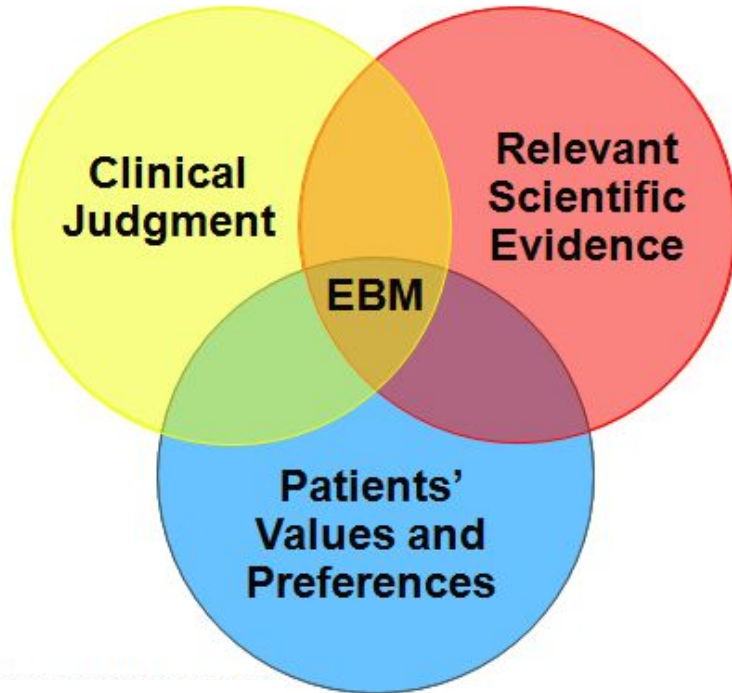 Clinical
Judgment
Relevant
Scientific
Evidence
EBM
Patients’
Values and
Preferences